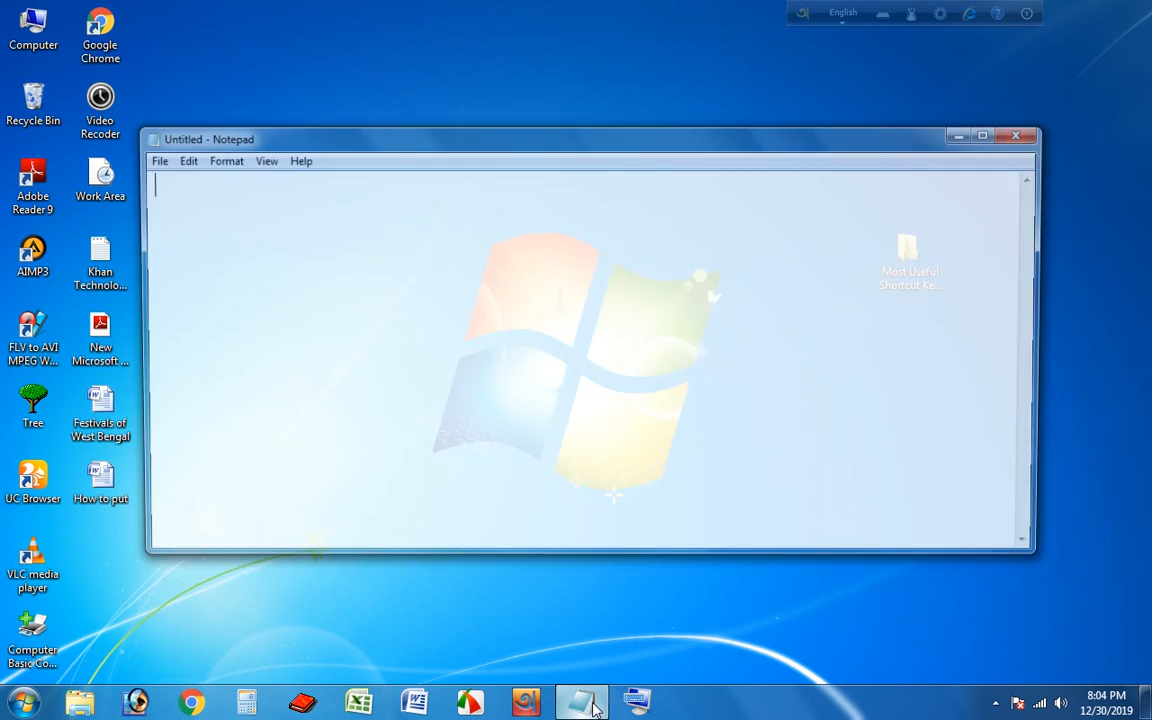 English
Computer
Google
Chrome
Recycle Bin
Video
Recoder
Untitled - Notepad
File Edit Format View Help
Adobe
Reader 9
Work Area
AIMP3
Khan
Technolo...
Most Useful
Shortcut Ke...
FLV to AVI
MPEG W...
New
Microsoft ...
Tree
Festivals of
West Bengal
UC Browser
How to put
VLC media
player
Computer
Basic Co...
8:04 PM
12/30/2019